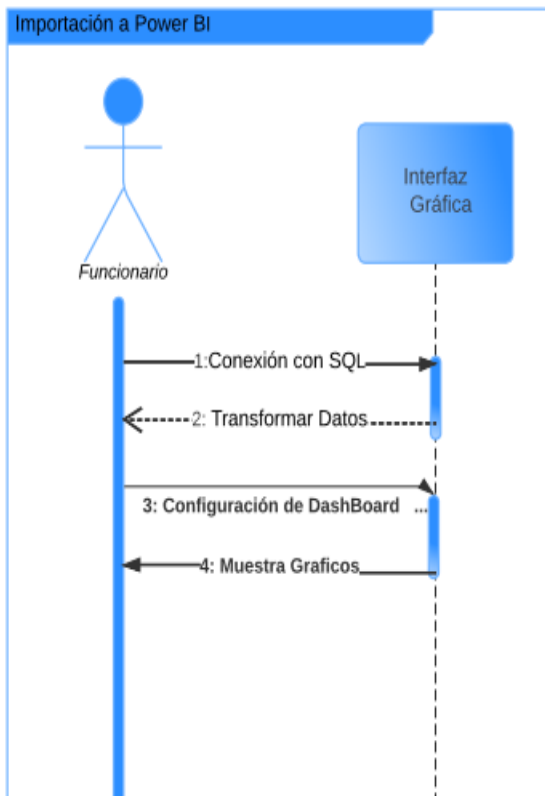 Importación a Power BI
Interfaz
Gráfica
Funcionario
1:Conexión con SQL
2: Transformar Datos
3: Configuración de DashBoard ...
4: Muestra Graficos